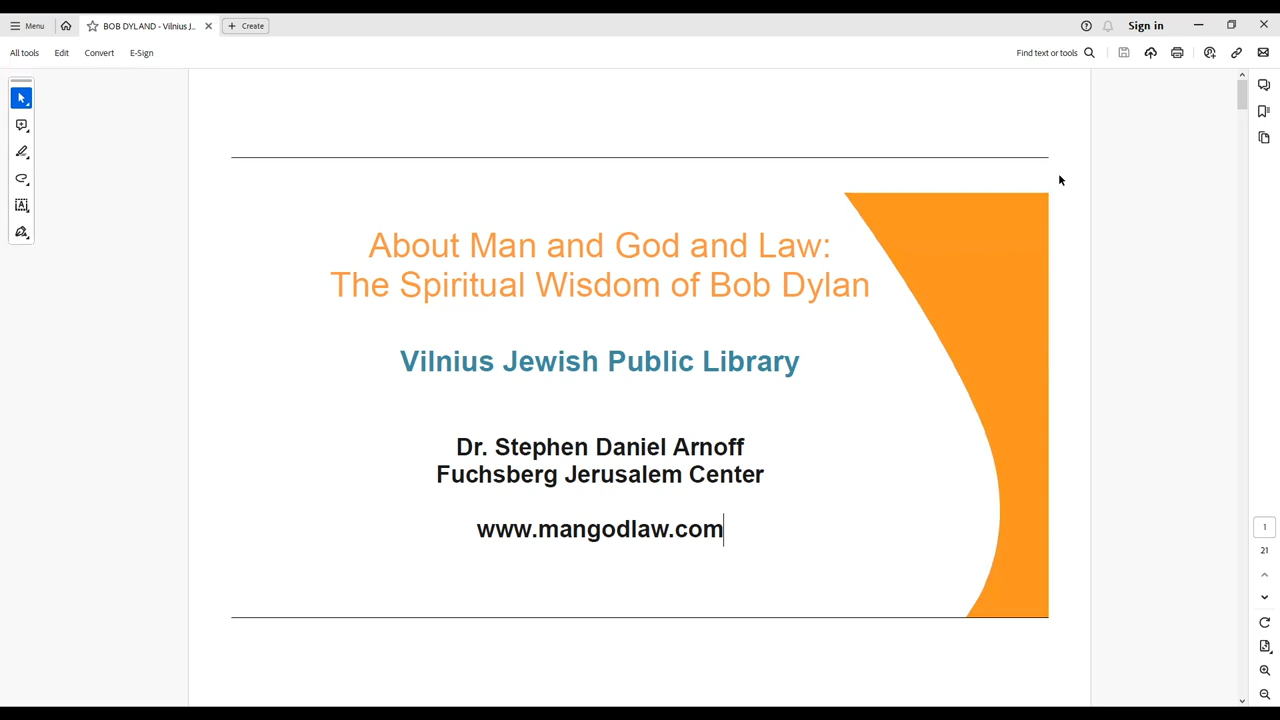 Menu
BOB DYLAND - Vilnius J...
Create
Sign in
All tools
Edit
Convert
E-Sign
Find text or tools
About Man and God and Law:
The Spiritual Wisdom of Bob Dylan
Vilnius Jewish Public Library
Dr. Stephen Daniel Arnoff
Fuchsberg Jerusalem Center
www.mangodlaw.com
1
21